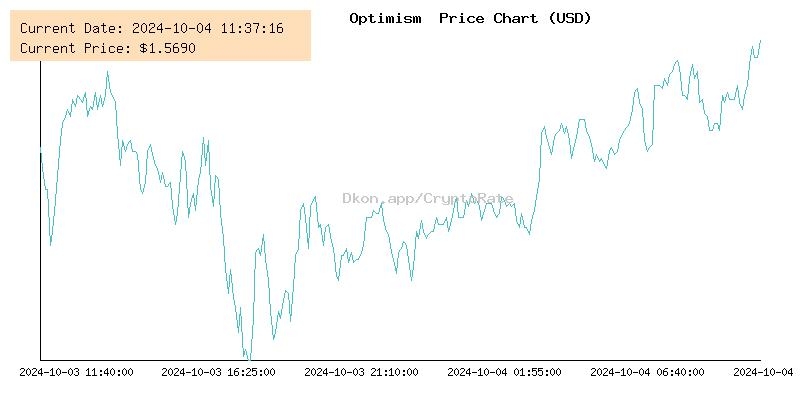 Optimism  Price Chart (USD)
Current Date: 2024-10-04 11:37:16
Current Price: $1.5690
Dkon.app/CryptoRate
2024-10-03 11:40:00 2024-10-03 16:25:00 2024-10-03 21:10:00 2024-10-04 01:55:00 2024-10-04 06:40:00 2024-10-04